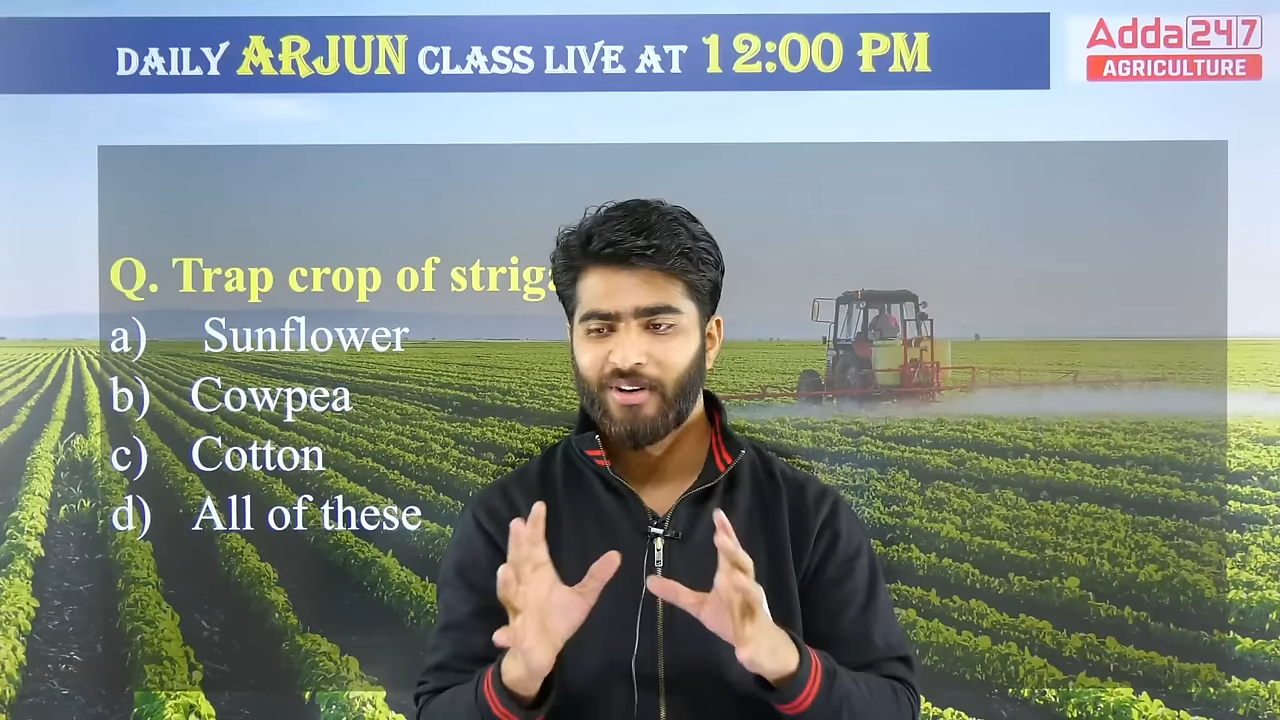 DAILY ARJUN CLASS LIVE AT 12:00 PM
Adda247
AGRICULTURE
Q. Trap crop of
a) Sunflower
b) Cowpea
c) Cotton
d) All of these